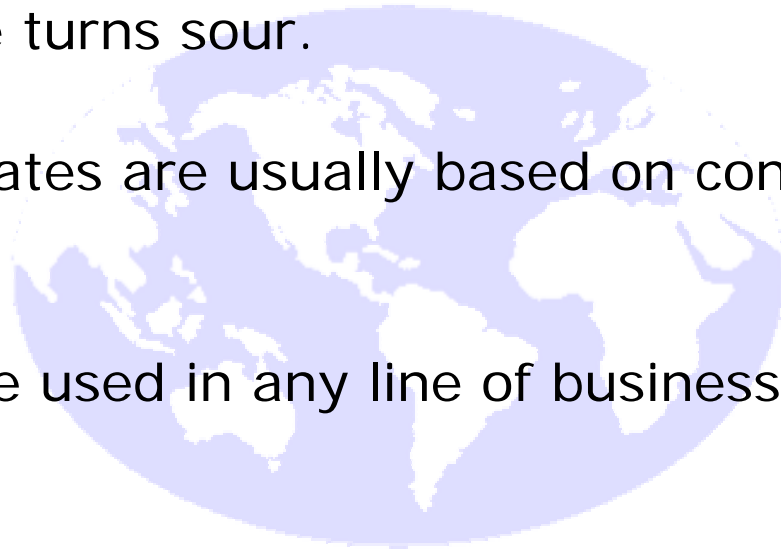 turns sour.
ates are usually based on con
e used in any line of business